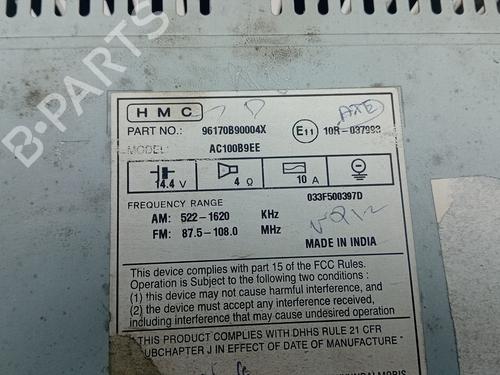 HMC
PART NO.: 96170B90004X E11 10R-037993
MODEL: AC100B9EE
14.4 V 4 Ω 10 A
FREQUENCY RANGE 033F500397D
AM: 522-1620 KHz
FM: 87.5-108.0 MHz
MADE IN INDIA
This device complies with part 15 of the FCC Rules.
Operation is Subject to the following two conditions :
(1) this device may not cause harmful interference, and
(2) the device must accept any interference received,
including interference that may cause undesired operation
THIS PRODUCT COMPLIES WITH DHHS RULE 21 CFR
SUBCHAPTER J IN EFFECT OF DATE OF MANUFACTURE"
B-PARTS